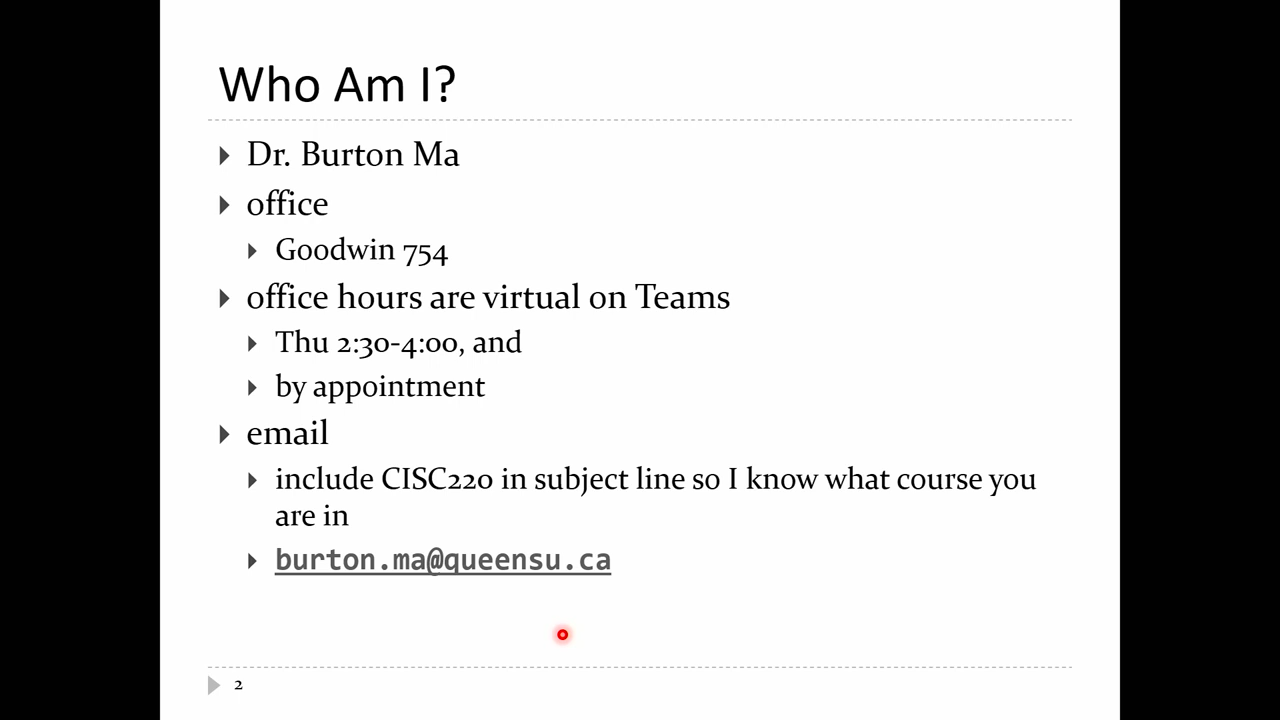 Who Am I?
Dr. Burton Ma
office
Goodwin 754
office hours are virtual on Teams
Thu 2:30-4:00, and
by appointment
email
include CISC220 in subject line so I know what course you
are in
burton.ma@queensu.ca
2